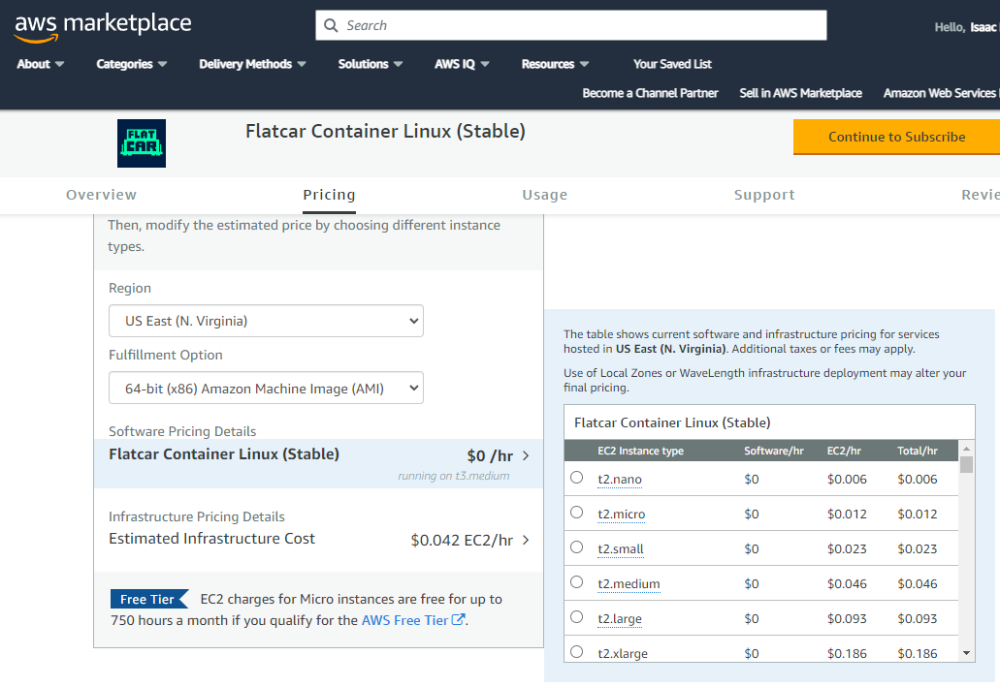 aws marketplace
Search
Hello, Isaac
About
Categories
Delivery Methods
Solutions
AWS IQ
Resources
Your Saved List
Become a Channel Partner
Sell in AWS Marketplace
Amazon Web Services
FLAT
CAR
Flatcar Container Linux (Stable)
Continue to Subscribe
Overview
Pricing
Usage
Support
Revie
Then, modify the estimated price by choosing different instance
types.
Region
US East (N. Virginia)
Fulfillment Option
64-bit (x86) Amazon Machine Image (AMI)
Software Pricing Details
Flatcar Container Linux (Stable) $0 /hr >
running on t3.medium
Infrastructure Pricing Details
Estimated Infrastructure Cost $0.042 EC2/hr >
Free Tier EC2 charges for Micro instances are free for up to
750 hours a month if you qualify for the AWS Free Tier.
The table shows current software and infrastructure pricing for services
hosted in US East (N. Virginia). Additional taxes or fees may apply.
Use of Local Zones or WaveLength infrastructure deployment may alter your
final pricing.
Flatcar Container Linux (Stable)
EC2 Instance type Software/hr EC2/hr Total/hr
t2.nano $0 $0.006 $0.006
t2.micro $0 $0.012 $0.012
t2.small $0 $0.023 $0.023
t2.medium $0 $0.046 $0.046
t2.large $0 $0.093 $0.093
t2.xlarge $0 $0.186 $0.186